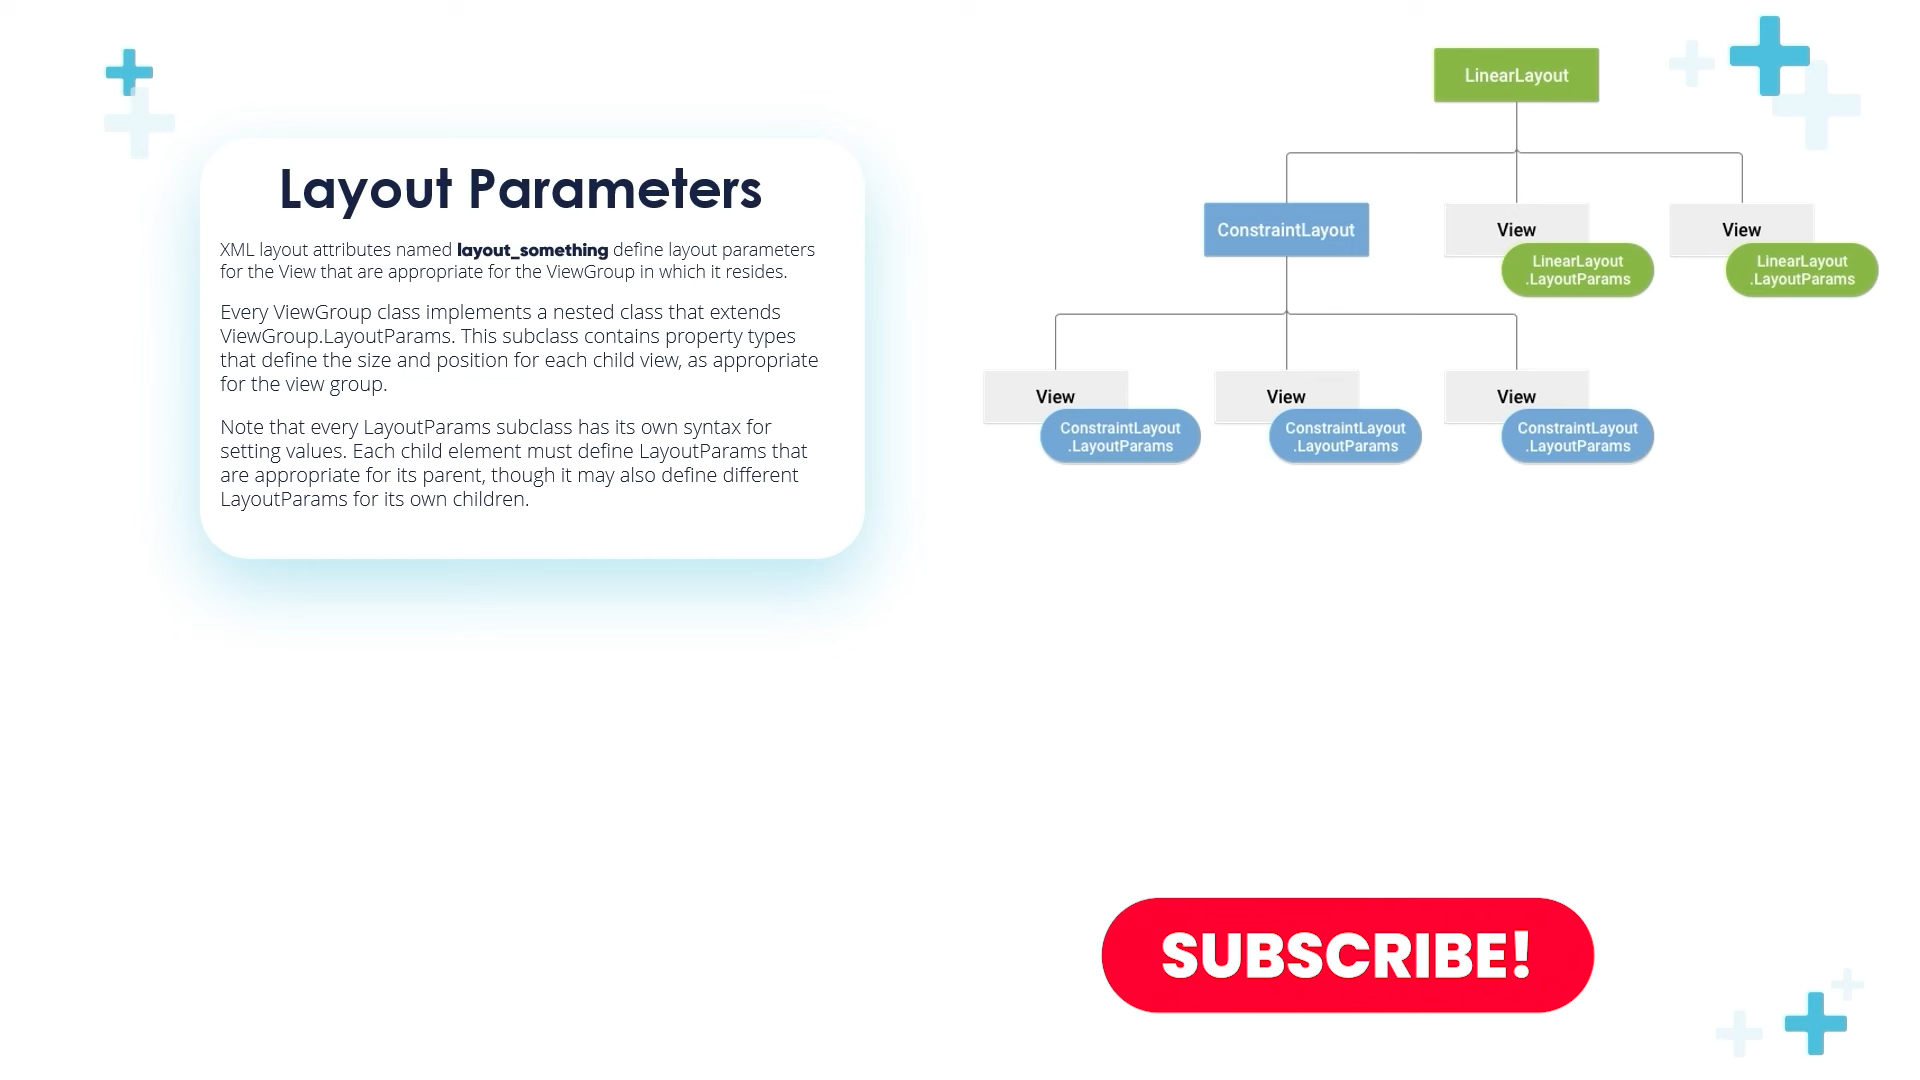 Layout Parameters
XML layout attributes named layout_something define layout parameters
for the View that are appropriate for the ViewGroup in which it resides.
Every ViewGroup class implements a nested class that extends
ViewGroup.LayoutParams. This subclass contains property types
that define the size and position for each child view, as appropriate
for the view group.
Note that every LayoutParams subclass has its own syntax for
setting values. Each child element must define LayoutParams that
are appropriate for its parent, though it may also define different
LayoutParams for its own children.
LinearLayout
ConstraintLayout
View
LinearLayout
.LayoutParams
View
LinearLayout
.LayoutParams
View
ConstraintLayout
.LayoutParams
View
ConstraintLayout
.LayoutParams
View
ConstraintLayout
.LayoutParams
SUBSCRIBE!